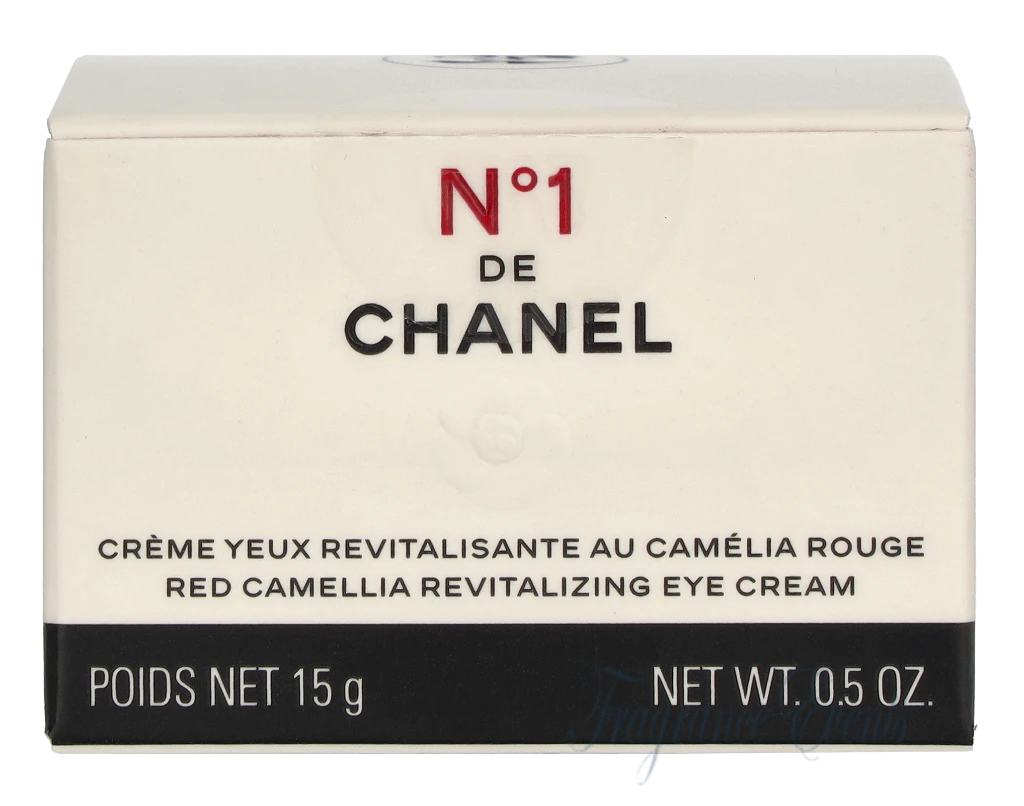 N°1
DE
CHANEL
CRÈME YEUX REVITALISANTE AU CAMÉLIA ROUGE
RED CAMELLIA REVITALIZING EYE CREAM
POIDS NET 15 g
NET WT. 0.5 OZ.